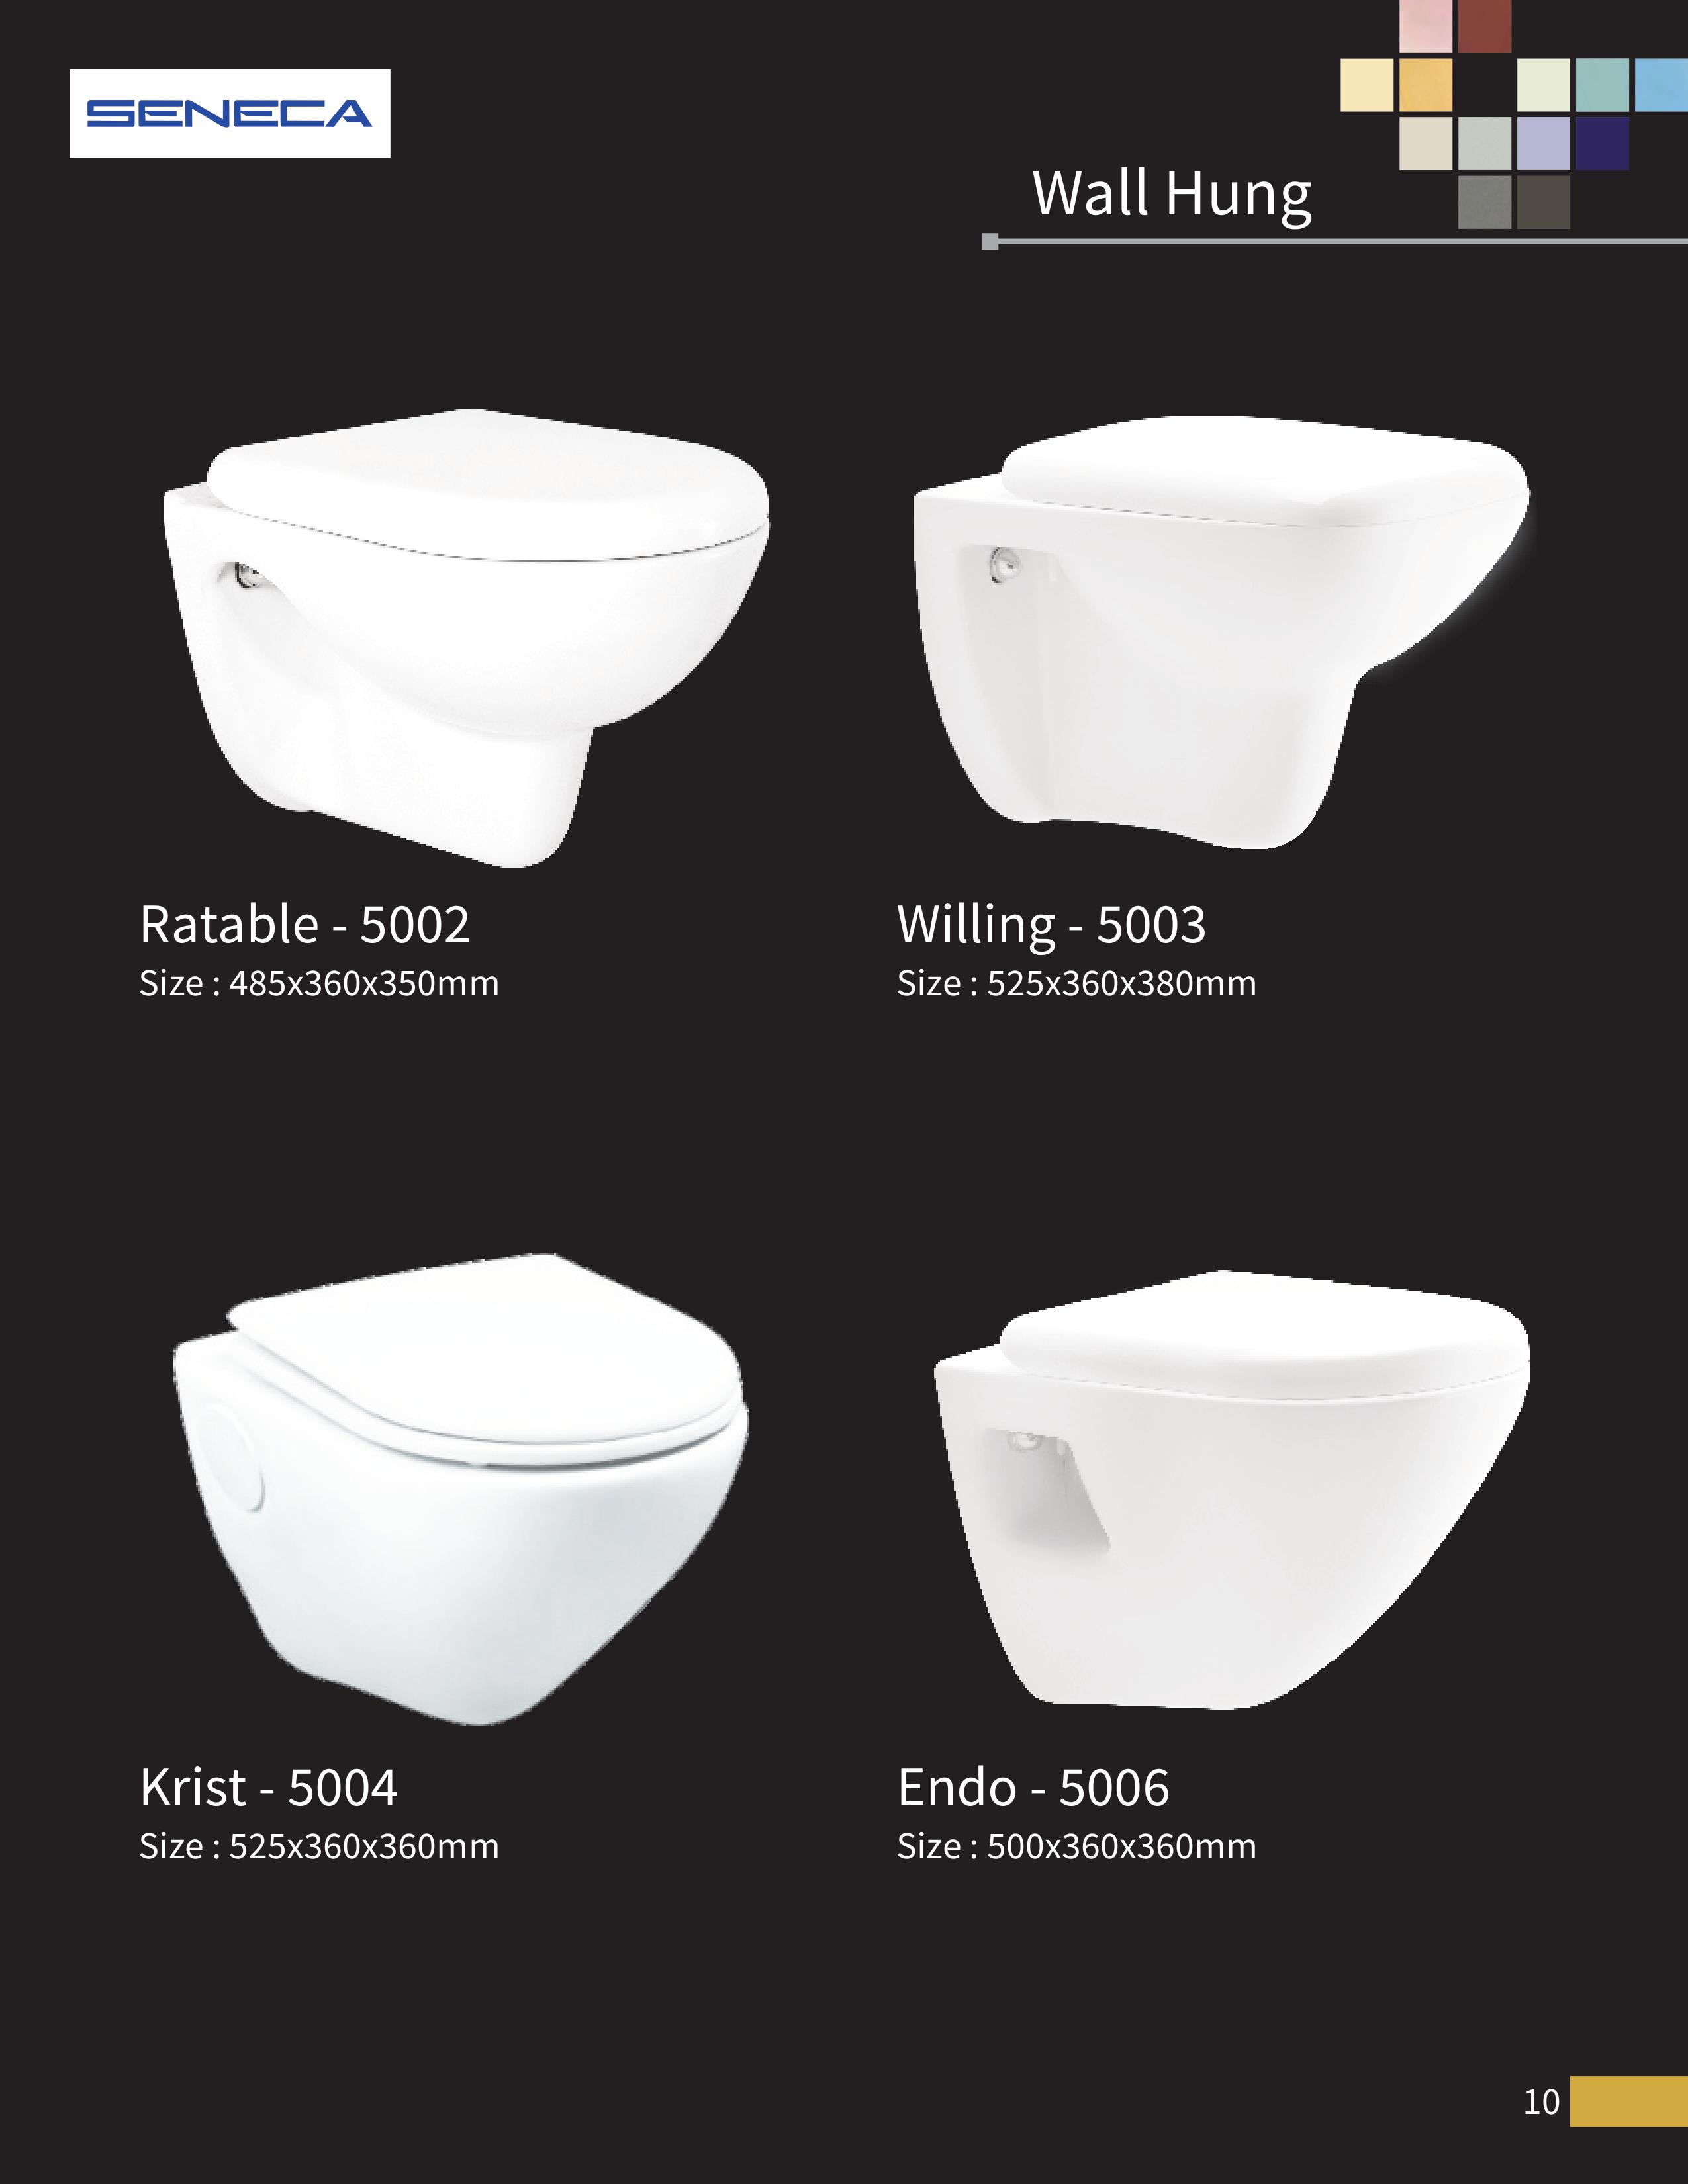 SENECA
Wall Hung
Ratable - 5002
Size : 485x360x350mm
Willing - 5003
Size : 525x360x380mm
Krist - 5004
Size : 525x360x360mm
Endo - 5006
Size : 500x360x360mm
10